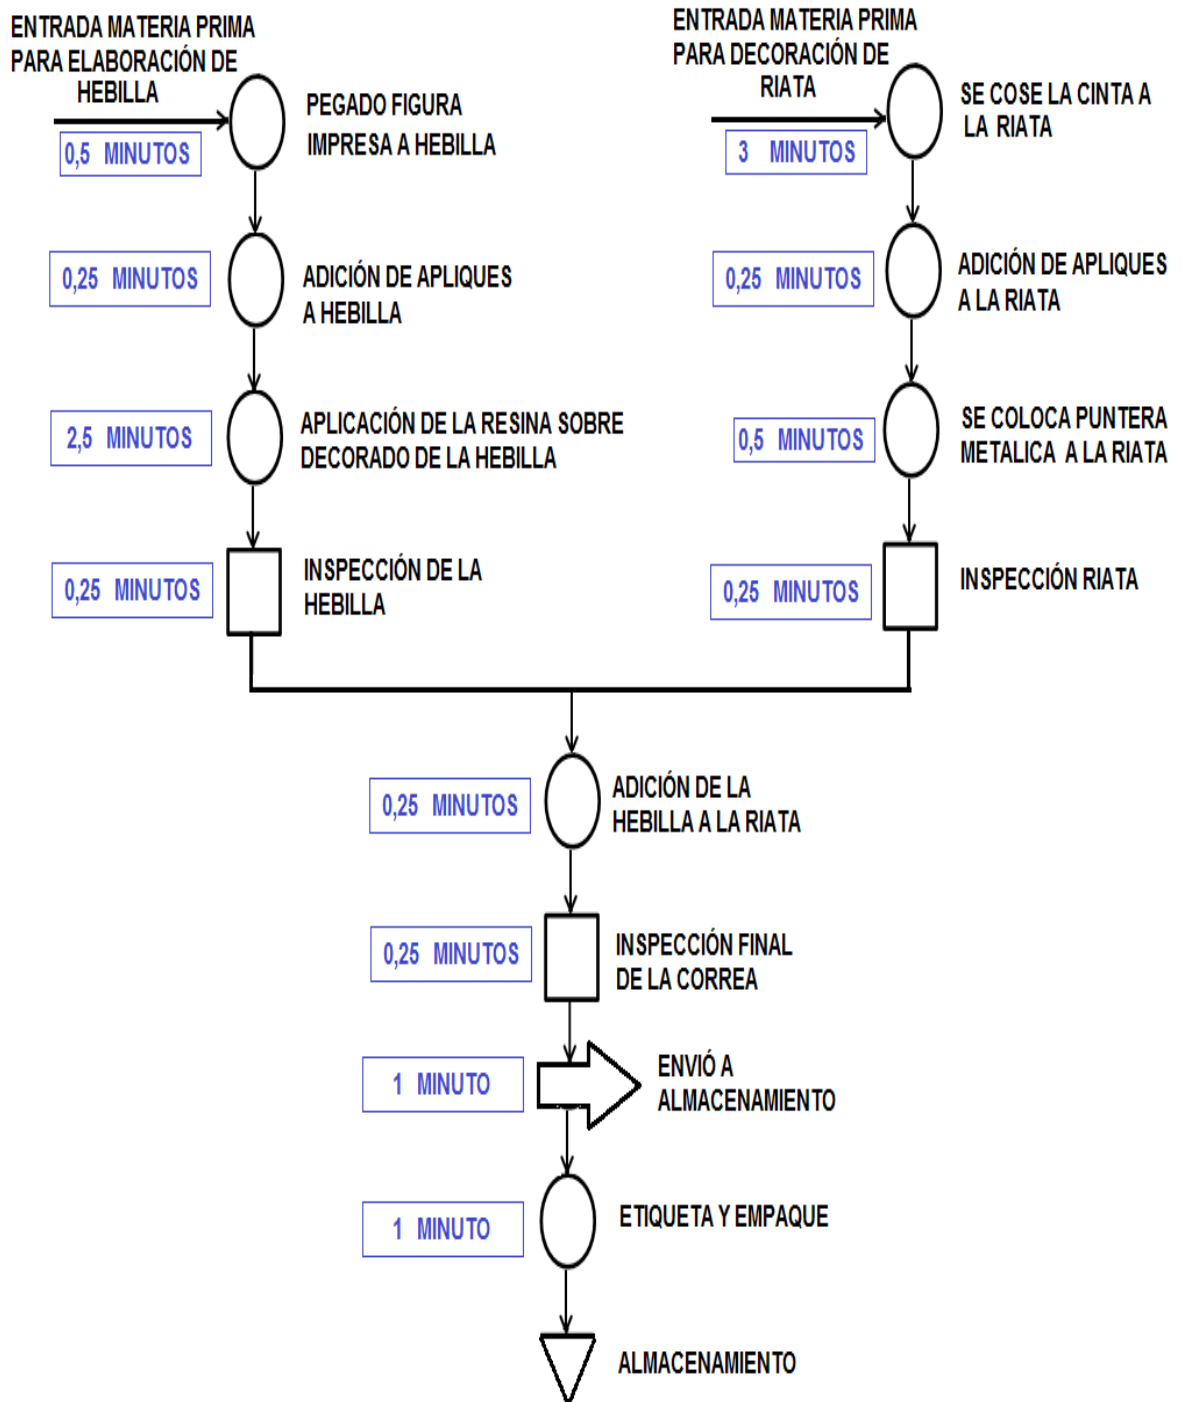 ENTRADA MATERIA PRIMA
PARA ELABORACIÓN DE
HEBILLA
0,5 MINUTOS
PEGADO FIGURA
IMPRESA A HEBILLA
0,25 MINUTOS
ADICIÓN DE APLIQUES
A HEBILLA
2,5 MINUTOS
APLICACIÓN DE LA RESINA SOBRE
DECORADO DE LA HEBILLA
0,25 MINUTOS
INSPECCIÓN DE LA
HEBILLA
ENTRADA MATERIA PRIMA
PARA DECORACIÓN DE
RIATA
3 MINUTOS
SE COSE LA CINTA A
LA RIATA
0,25 MINUTOS
ADICIÓN DE APLIQUES
A LA RIATA
0,5 MINUTOS
SE COLOCA PUNTERA
METALICA A LA RIATA
0,25 MINUTOS
INSPECCIÓN RIATA
0,25 MINUTOS
ADICIÓN DE LA
HEBILLA A LA RIATA
0,25 MINUTOS
INSPECCIÓN FINAL
DE LA CORREA
1 MINUTO
ENVIÓ A
ALMACENAMIENTO
1 MINUTO
ETIQUETA Y EMPAQUE
ALMACENAMIENTO